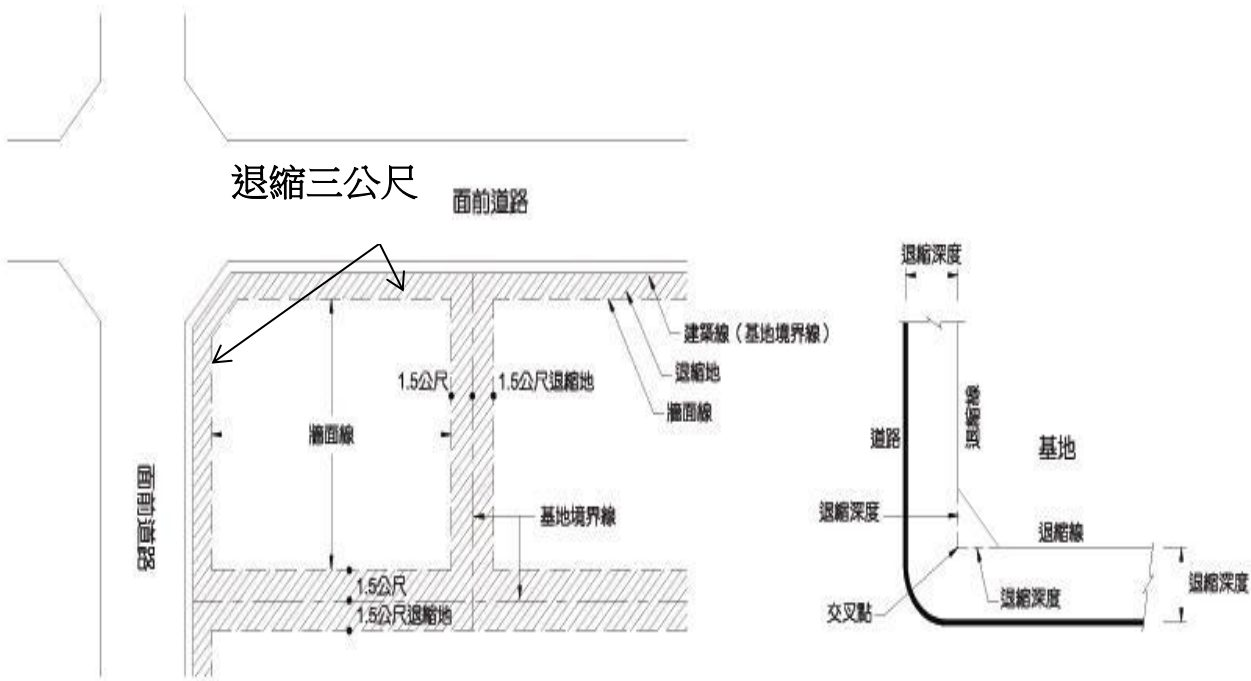 退縮三公尺
面前道路
建築線（基地境界線）
退縮地
牆面線
1.5公尺
1.5公尺退縮地
牆面線
基地境界線
面前道路
1.5公尺
1.5公尺退縮地
退縮深度
道路
退縮線
基地
退縮深度
退縮線
退縮深度
退縮深度
交叉點